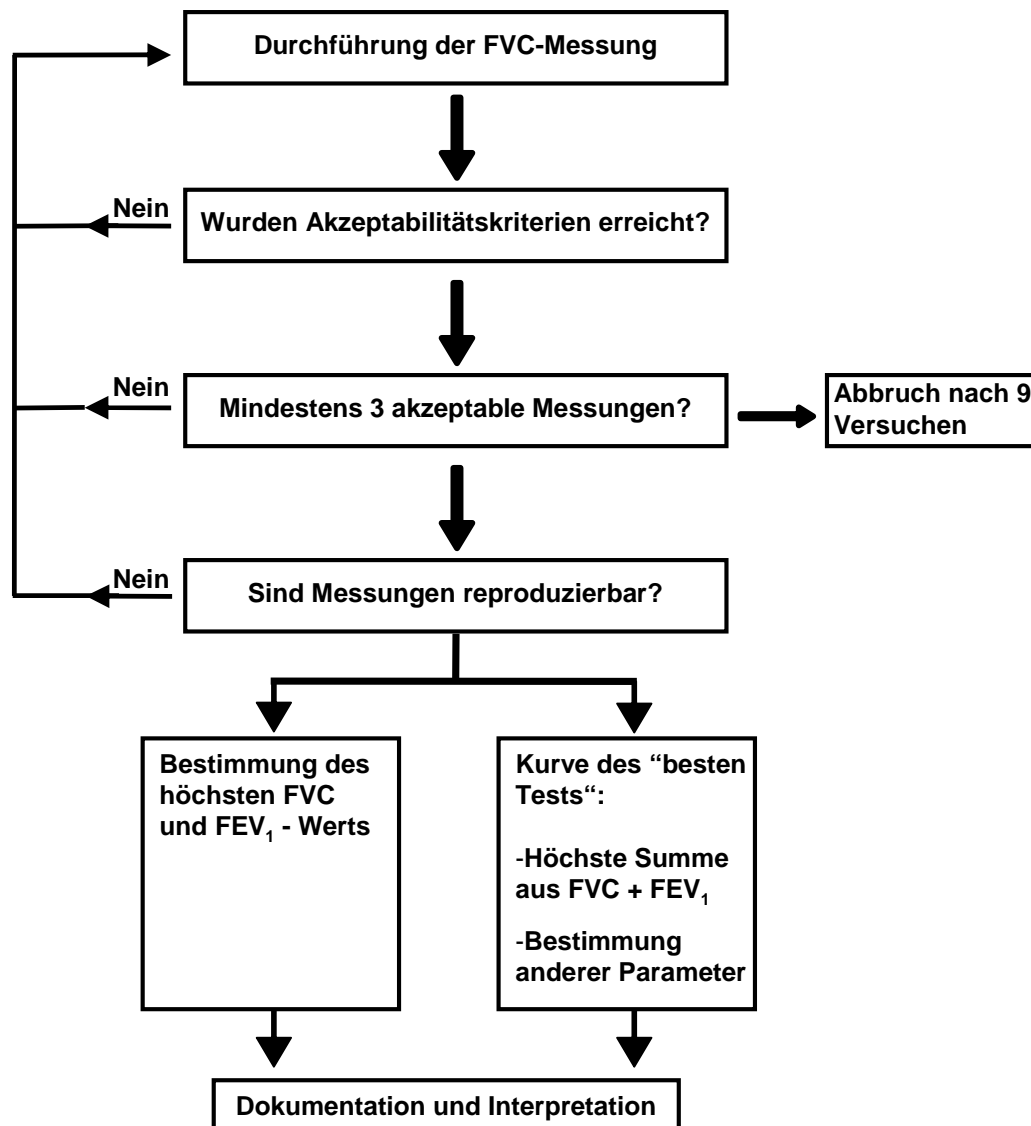 Durchführung der FVC-Messung
Nein
Wurden Akzeptabilitätskriterien erreicht?
Nein
Mindestens 3 akzeptable Messungen?
Abbruch nach 9
Versuchen
Nein
Sind Messungen reproduzierbar?
Bestimmung des
höchsten FVC
und FEV₁ - Werts
Kurve des “besten
Tests“:
-Höchste Summe
aus FVC + FEV₁
-Bestimmung
anderer Parameter
Dokumentation und Interpretation